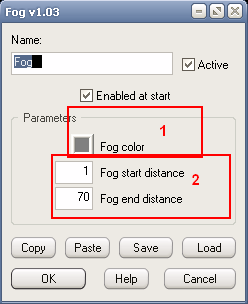 Fog v1.03
Name:
Fog
Active
Enabled at start
Parameters
1
Fog color
1 Fog start distance
2
70 Fog end distance
Copy Paste Save Load
OK Help Cancel